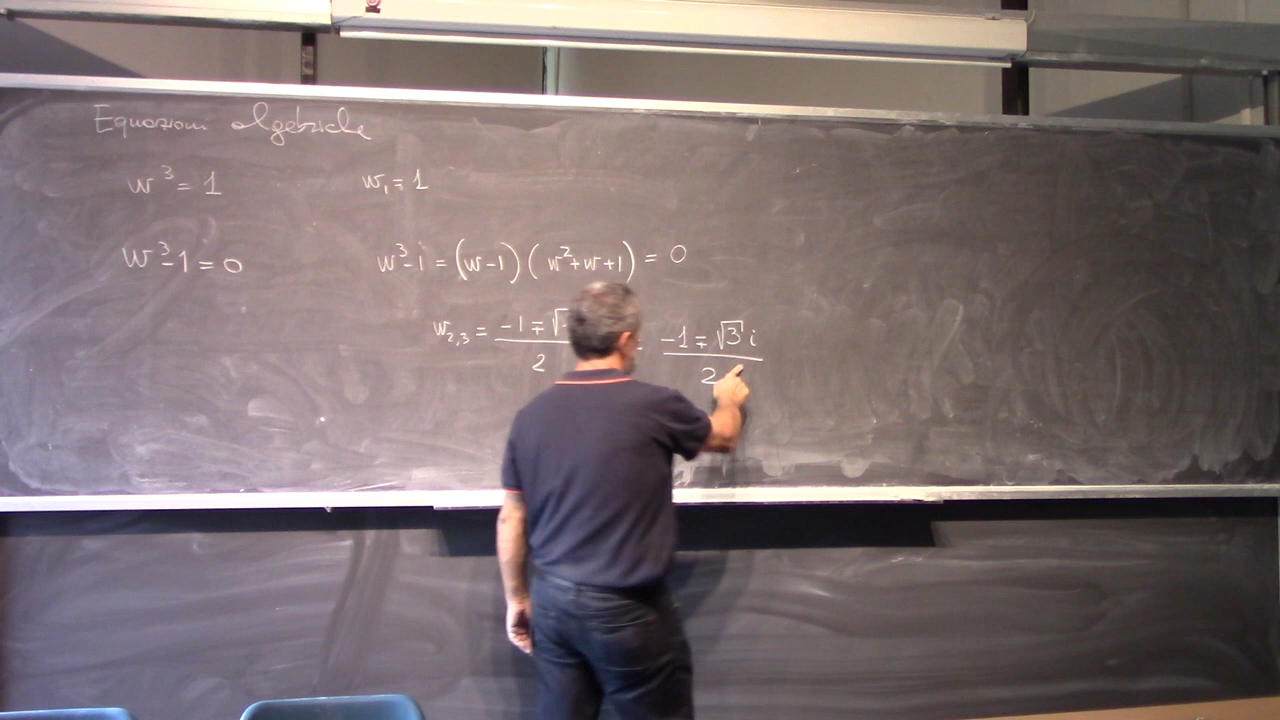 Equazioni algebriche
w³ = 1 w₁ = 1
w³-1 = 0 w³-1 = (w-1)(w²+w+1) = 0
w₂,₃ = (-1 ∓ √)/2 = (-1 ∓ √3 i)/2